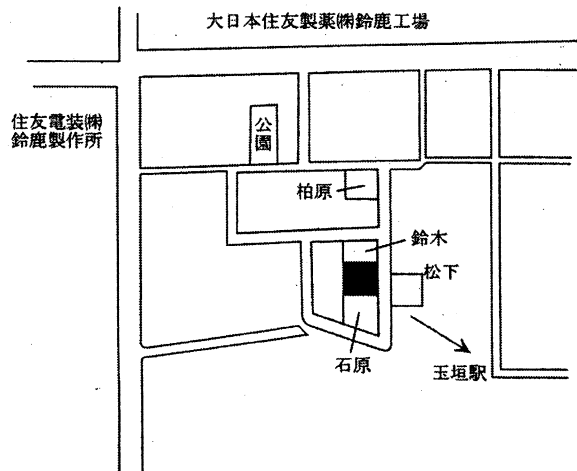 大日本住友製薬㈱鈴鹿工場
住友電装㈱
鈴鹿製作所
公園
柏原
鈴木
松下
石原
玉垣駅